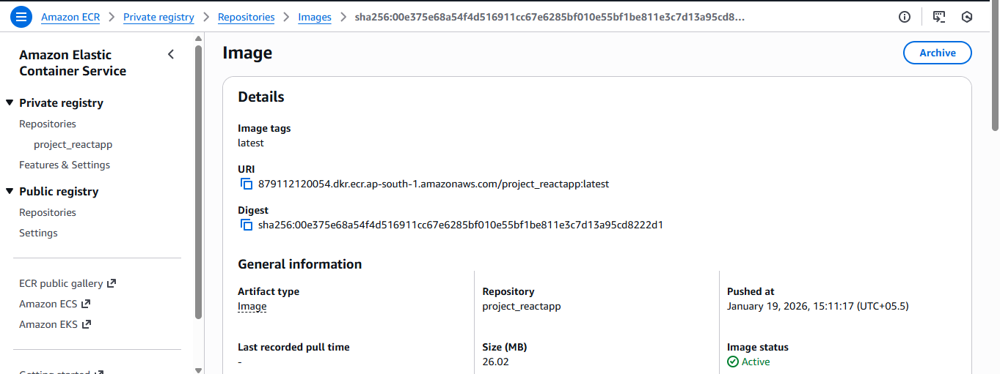 Amazon ECR > Private registry > Repositories > Images > sha256:00e375e68a54f4d516911cc67e6285bf010e55bf1be811e3c7d13a95cd8...
Amazon Elastic
Container Service
Private registry
Repositories
project_reactapp
Features & Settings
Public registry
Repositories
Settings
ECR public gallery
Amazon ECS
Amazon EKS
Getting started
Image
Archive
Details
Image tags
latest
URI
879112120054.dkr.ecr.ap-south-1.amazonaws.com/project_reactapp:latest
Digest
sha256:00e375e68a54f4d516911cc67e6285bf010e55bf1be811e3c7d13a95cd8222d1
General information
Artifact type
Image
Repository
project_reactapp
Pushed at
January 19, 2026, 15:11:17 (UTC+05.5)
Last recorded pull time
-
Size (MB)
26.02
Image status
Active